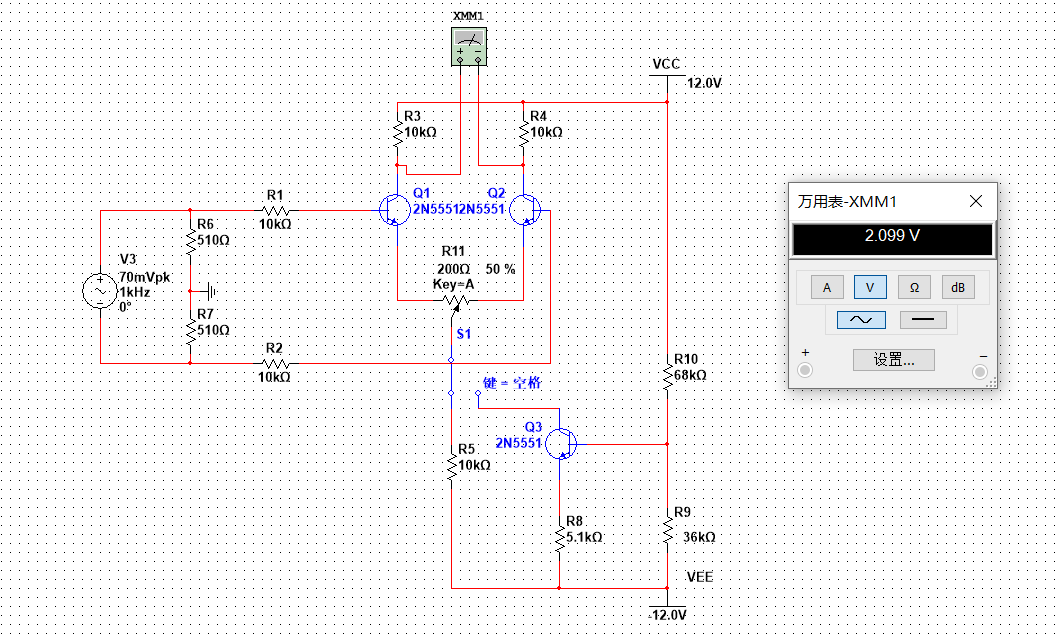 XMM1
VCC
12.0V
R3
10kΩ
R4
10kΩ
Q1
2N5551
Q2
2N5551
R1
10kΩ
R6
510Ω
V3
70mVpk
1kHz
0°
R7
510Ω
R11
200Ω 50 %
Key=A
S1
R2
10kΩ
键 = 空格
R10
68kΩ
Q3
2N5551
R5
10kΩ
R8
5.1kΩ
R9
36kΩ
VEE
-12.0V
万用表-XMM1
2.099 V
A V Ω dB
设置...
+ −